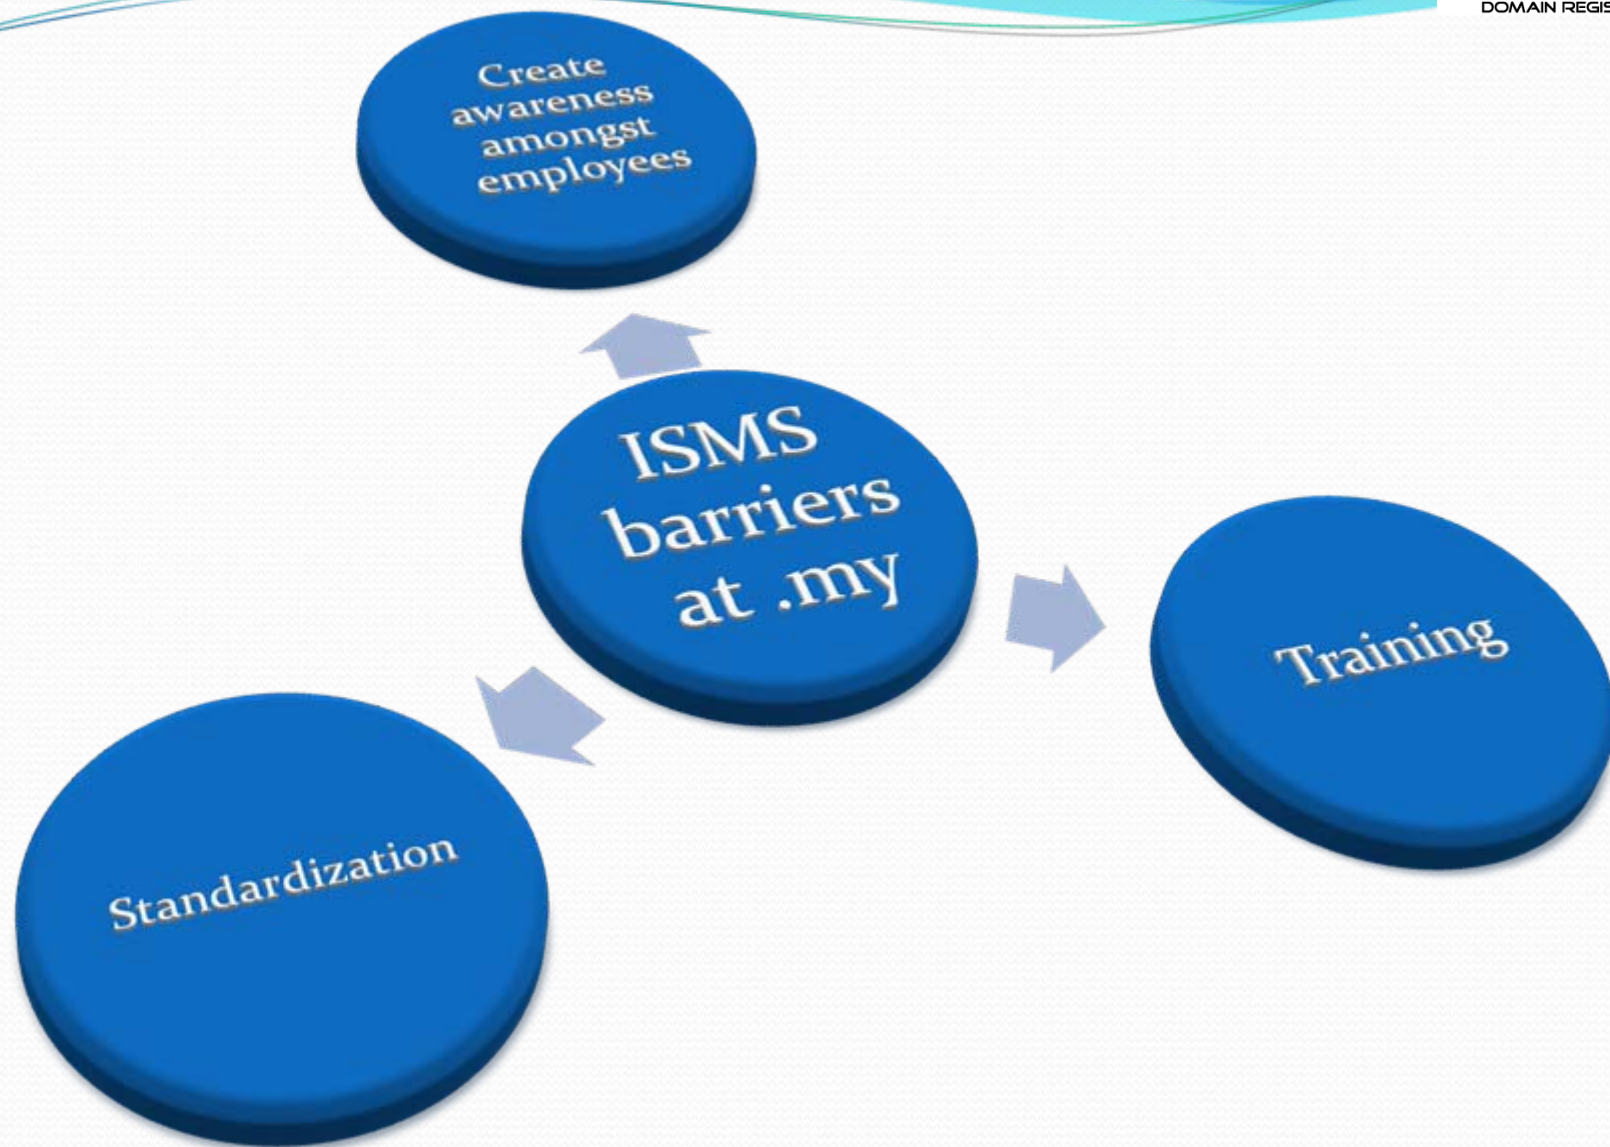 DOMAIN REGIS
Create
awareness
amongst
employees
ISMS
barriers
at .my
Training
Standardization